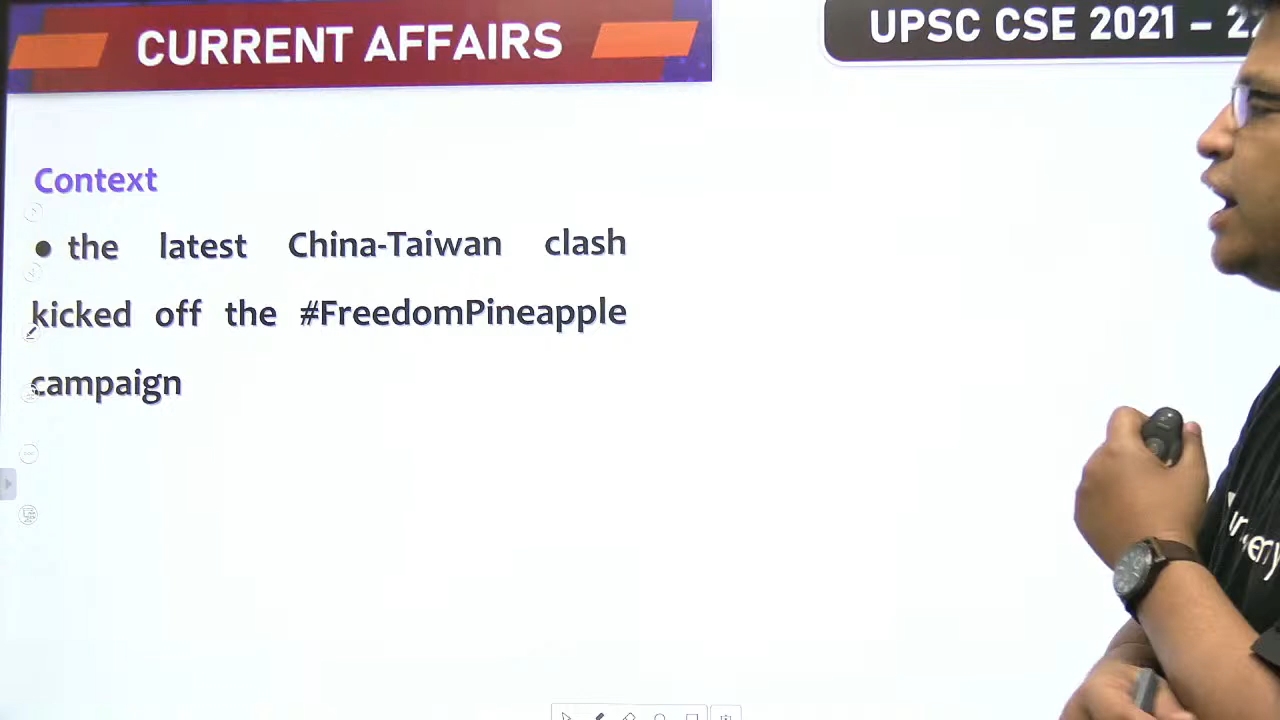 CURRENT AFFAIRS
UPSC CSE 2021 – 22
Context
• the latest China-Taiwan clash
kicked off the #FreedomPineapple
campaign